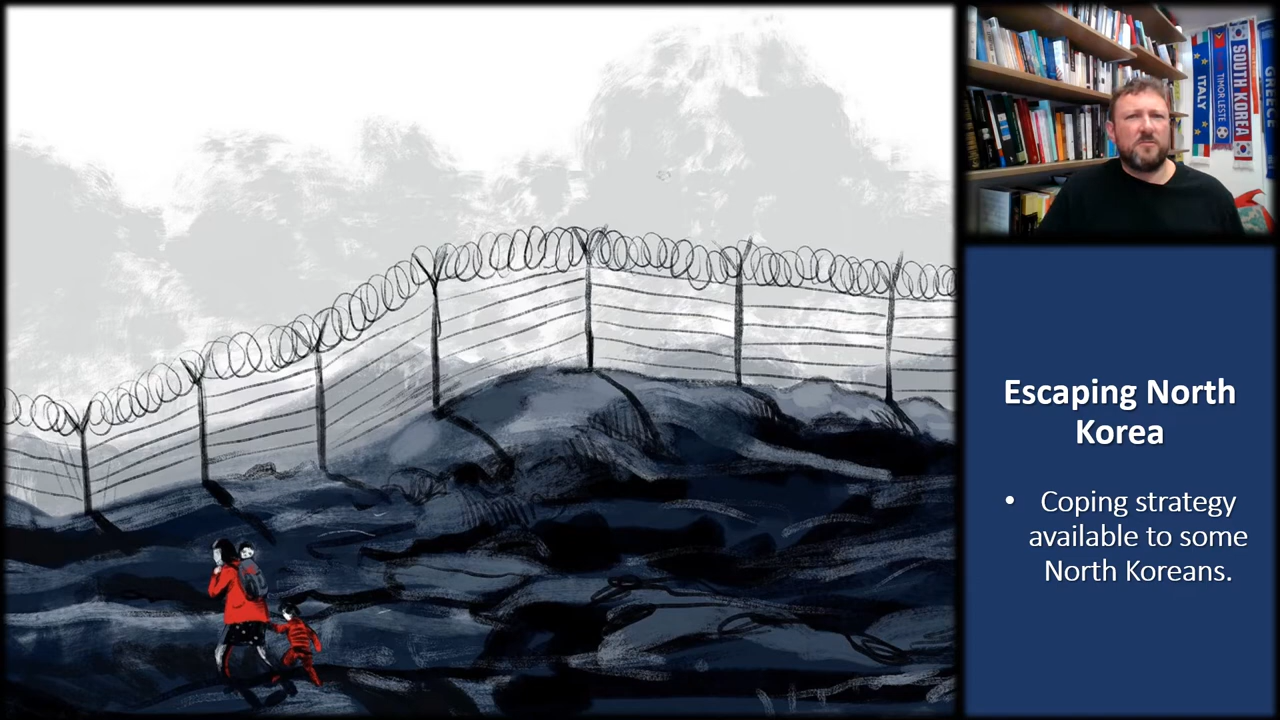 ITALY
TIMOR LESTE
SOUTH KOREA
GREECE
Escaping North
Korea
• Coping strategy
available to some
North Koreans.